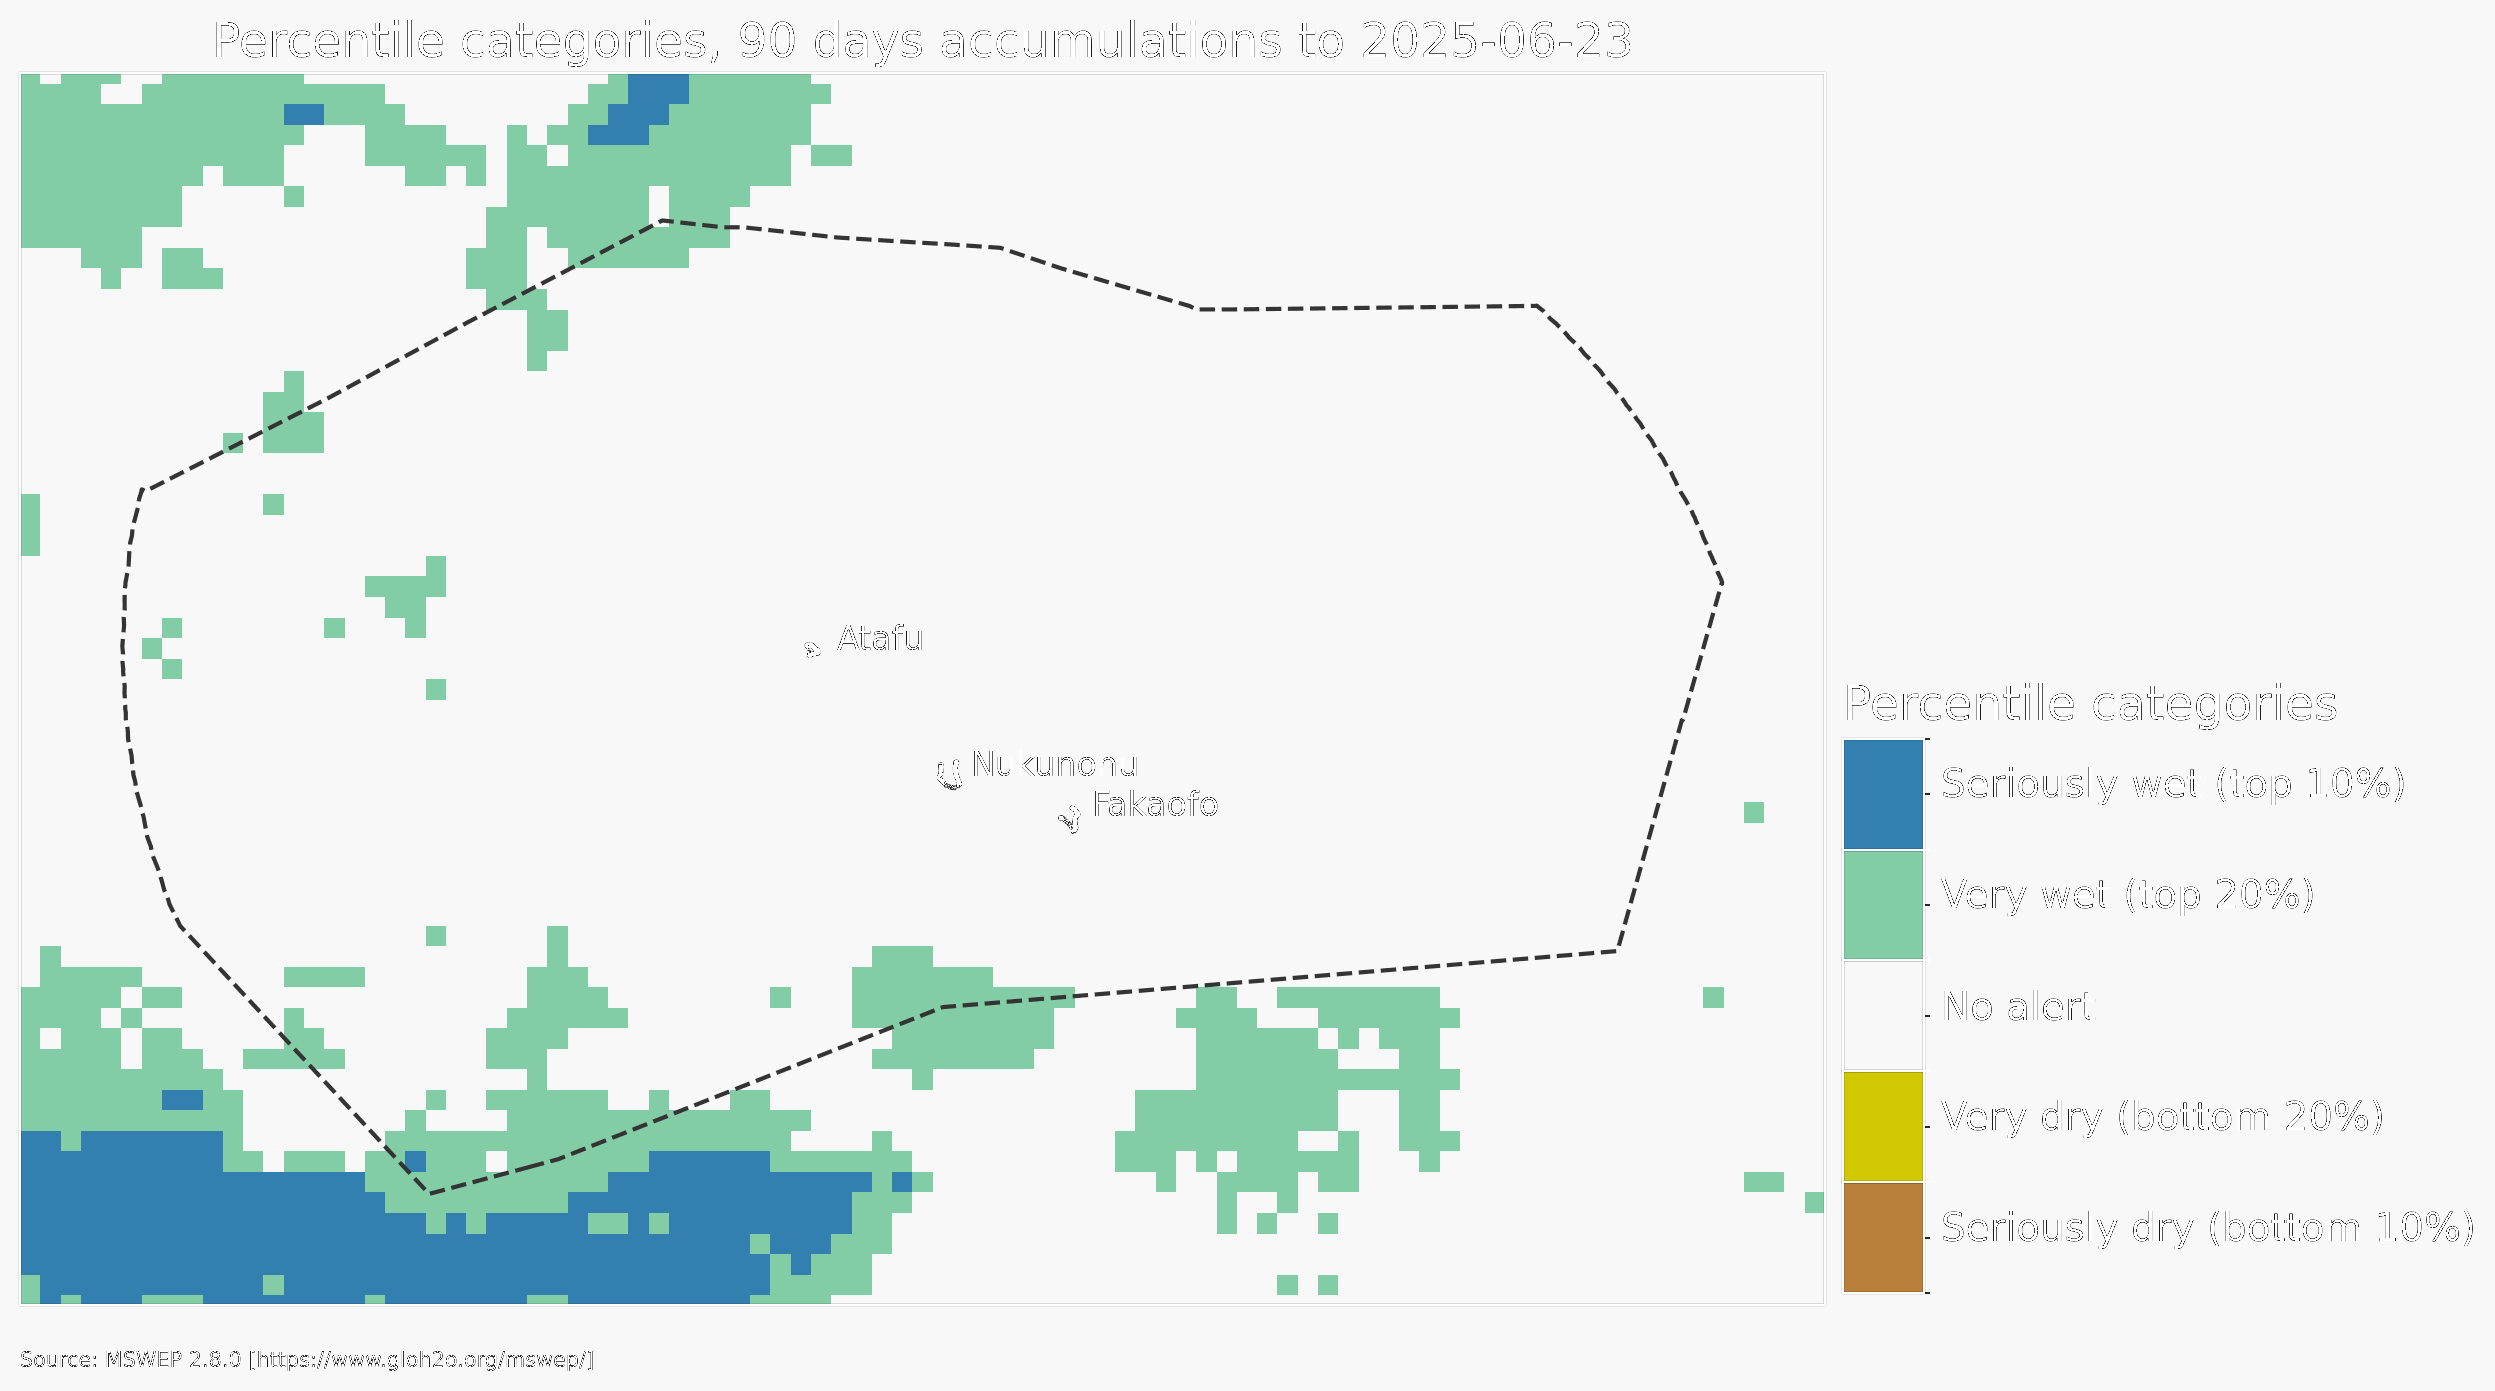 Percentile categories, 90 days accumulations to 2025-06-23
Atafu
Nukunonu
Fakaofo
Percentile categories
Seriously wet (top 10%)
Very wet (top 20%)
No alert
Very dry (bottom 20%)
Seriously dry (bottom 10%)
Source: MSWEP 2.8.0 [https://www.gloh2o.org/mswep/]